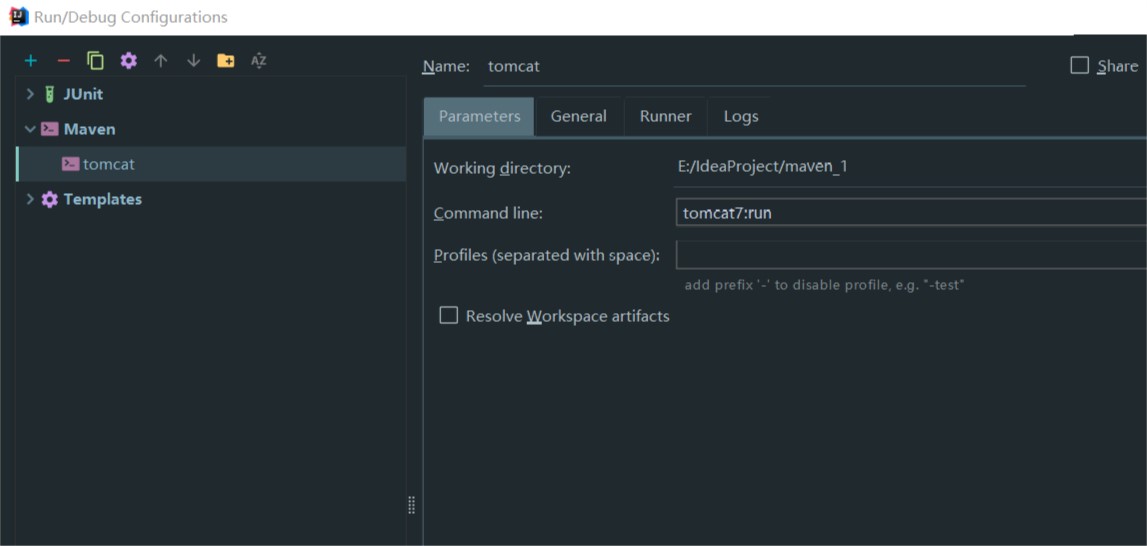 Run/Debug Configurations
Name: tomcat
Share
JUnit
Maven
tomcat
Templates
Parameters General Runner Logs
Working directory: E:/IdeaProject/maven_1
Command line: tomcat7:run
Profiles (separated with space):
add prefix '-' to disable profile, e.g. "-test"
Resolve Workspace artifacts